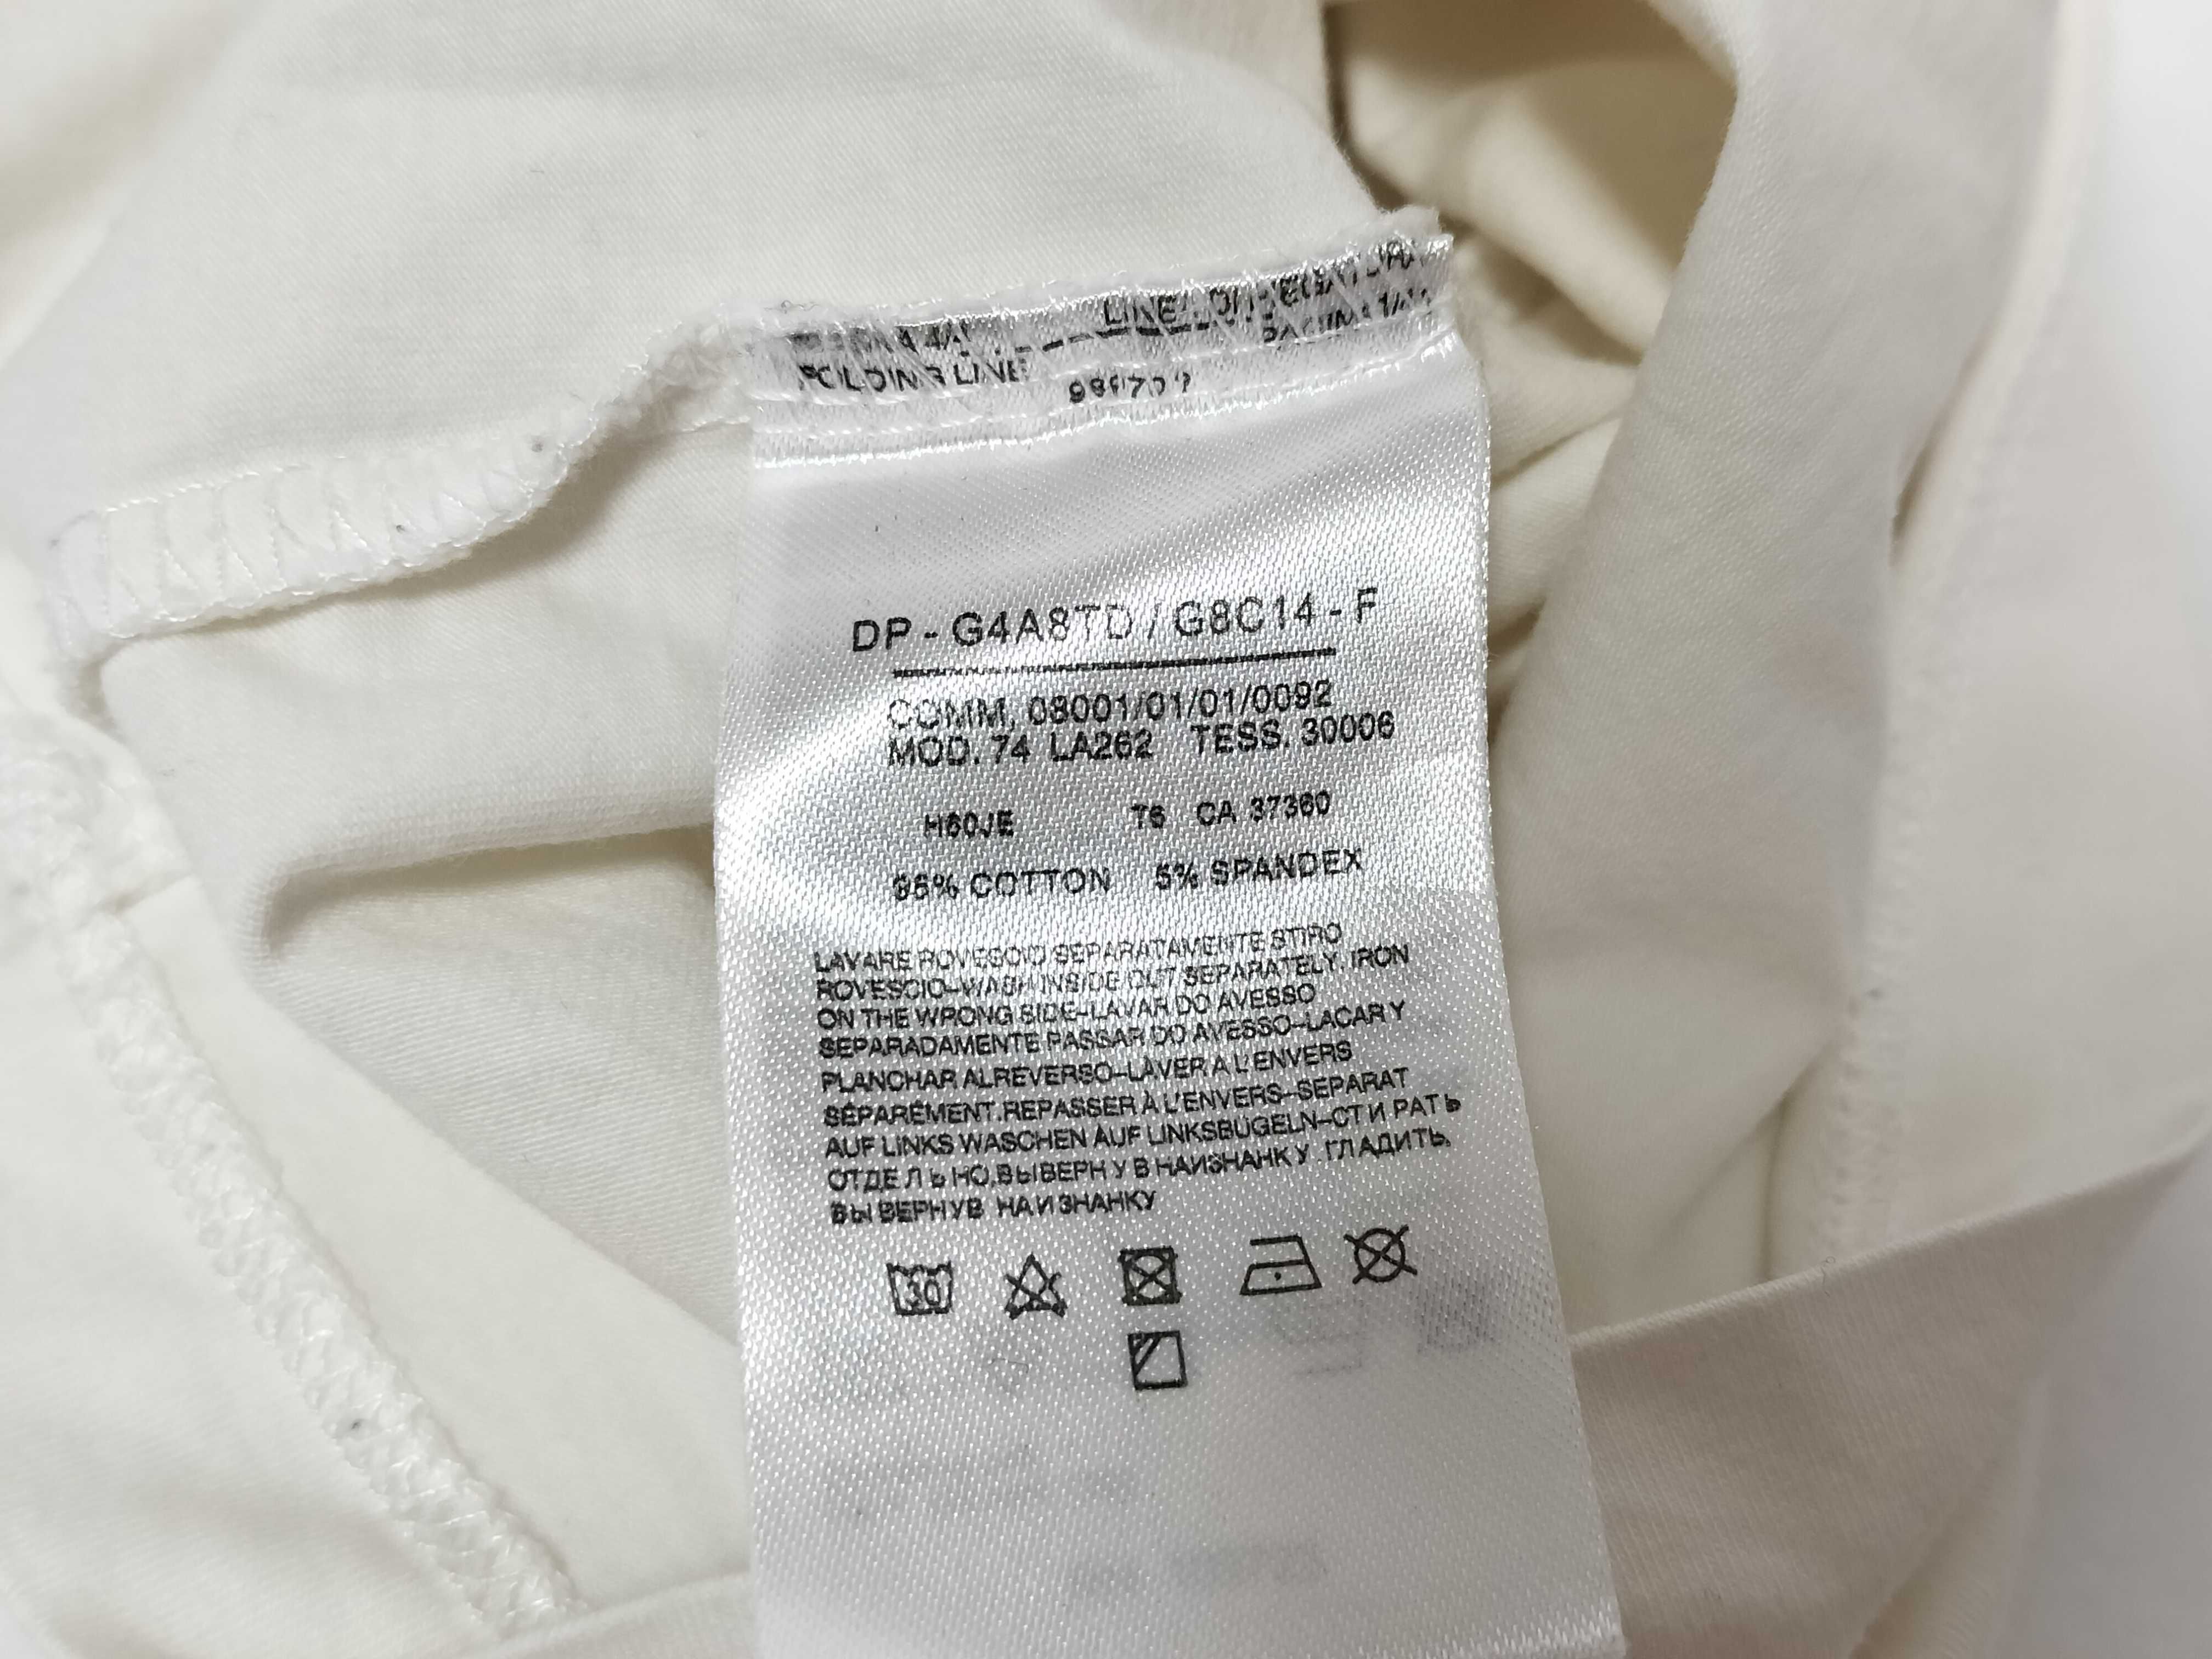 FOLDING LINE
DP - G4A8TD / G8C14 - F
COMM, 08001/01/01/0092
MOD. 74 LA262 TESS. 30006
H60JE T6 CA 37360
95% COTTON 5% SPANDEX
LAVARE ROVESCIO SEPARATAMENTE STIRO
ROVESCIO-WASH INSIDE OUT SEPARATELY. IRON
ON THE WRONG SIDE-LAVAR DO AVESSO
SEPARADAMENTE PASSAR DO AVESSO-LACAR Y
PLANCHAR ALREVERSO-LAVER A L'ENVERS
SÉPARÉMENT.REPASSER À L'ENVERS-SEPARAT
AUF LINKS WASCHEN AUF LINKSBÜGELN-СТИРАТЬ
ОТДЕЛЬНО,ВЫВЕРНУВ НАИЗНАНКУ.ГЛАДИТЬ,
ВЫВЕРНУВ НАИЗНАНКУ
30